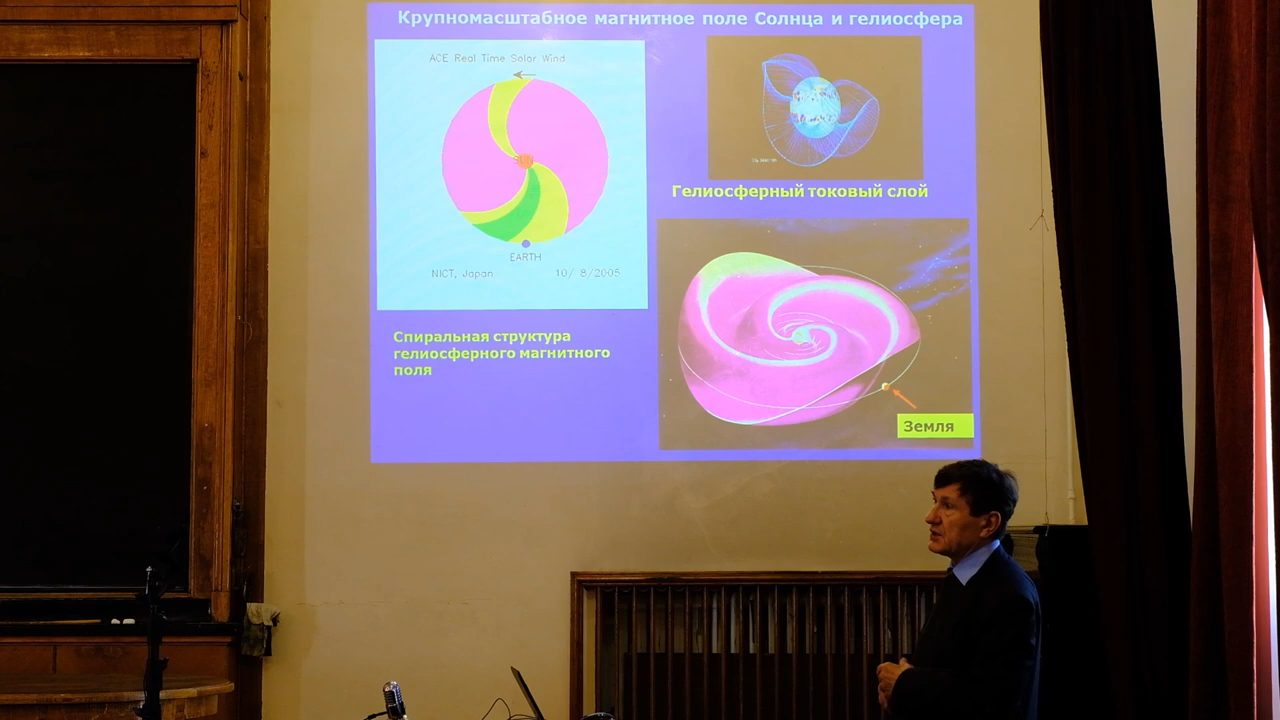 Крупномасштабное магнитное поле Солнца и гелиосфера
ACE Real Time Solar Wind
EARTH
NICT, Japan 10/ 8/2005
Спиральная структура
гелиосферного магнитного
поля
Гелиосферный токовый слой
Земля